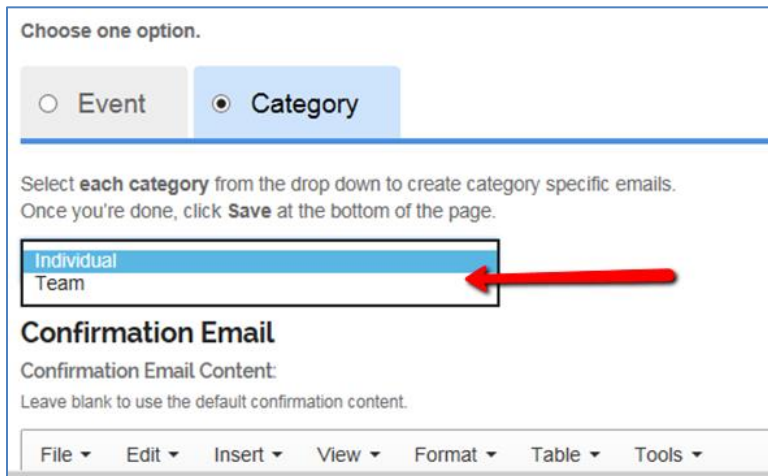 Choose one option.
Event Category
Select each category from the drop down to create category specific emails.
Once you're done, click Save at the bottom of the page.
Individual
Team
Confirmation Email
Confirmation Email Content:
Leave blank to use the default confirmation content.
File Edit Insert View Format Table Tools